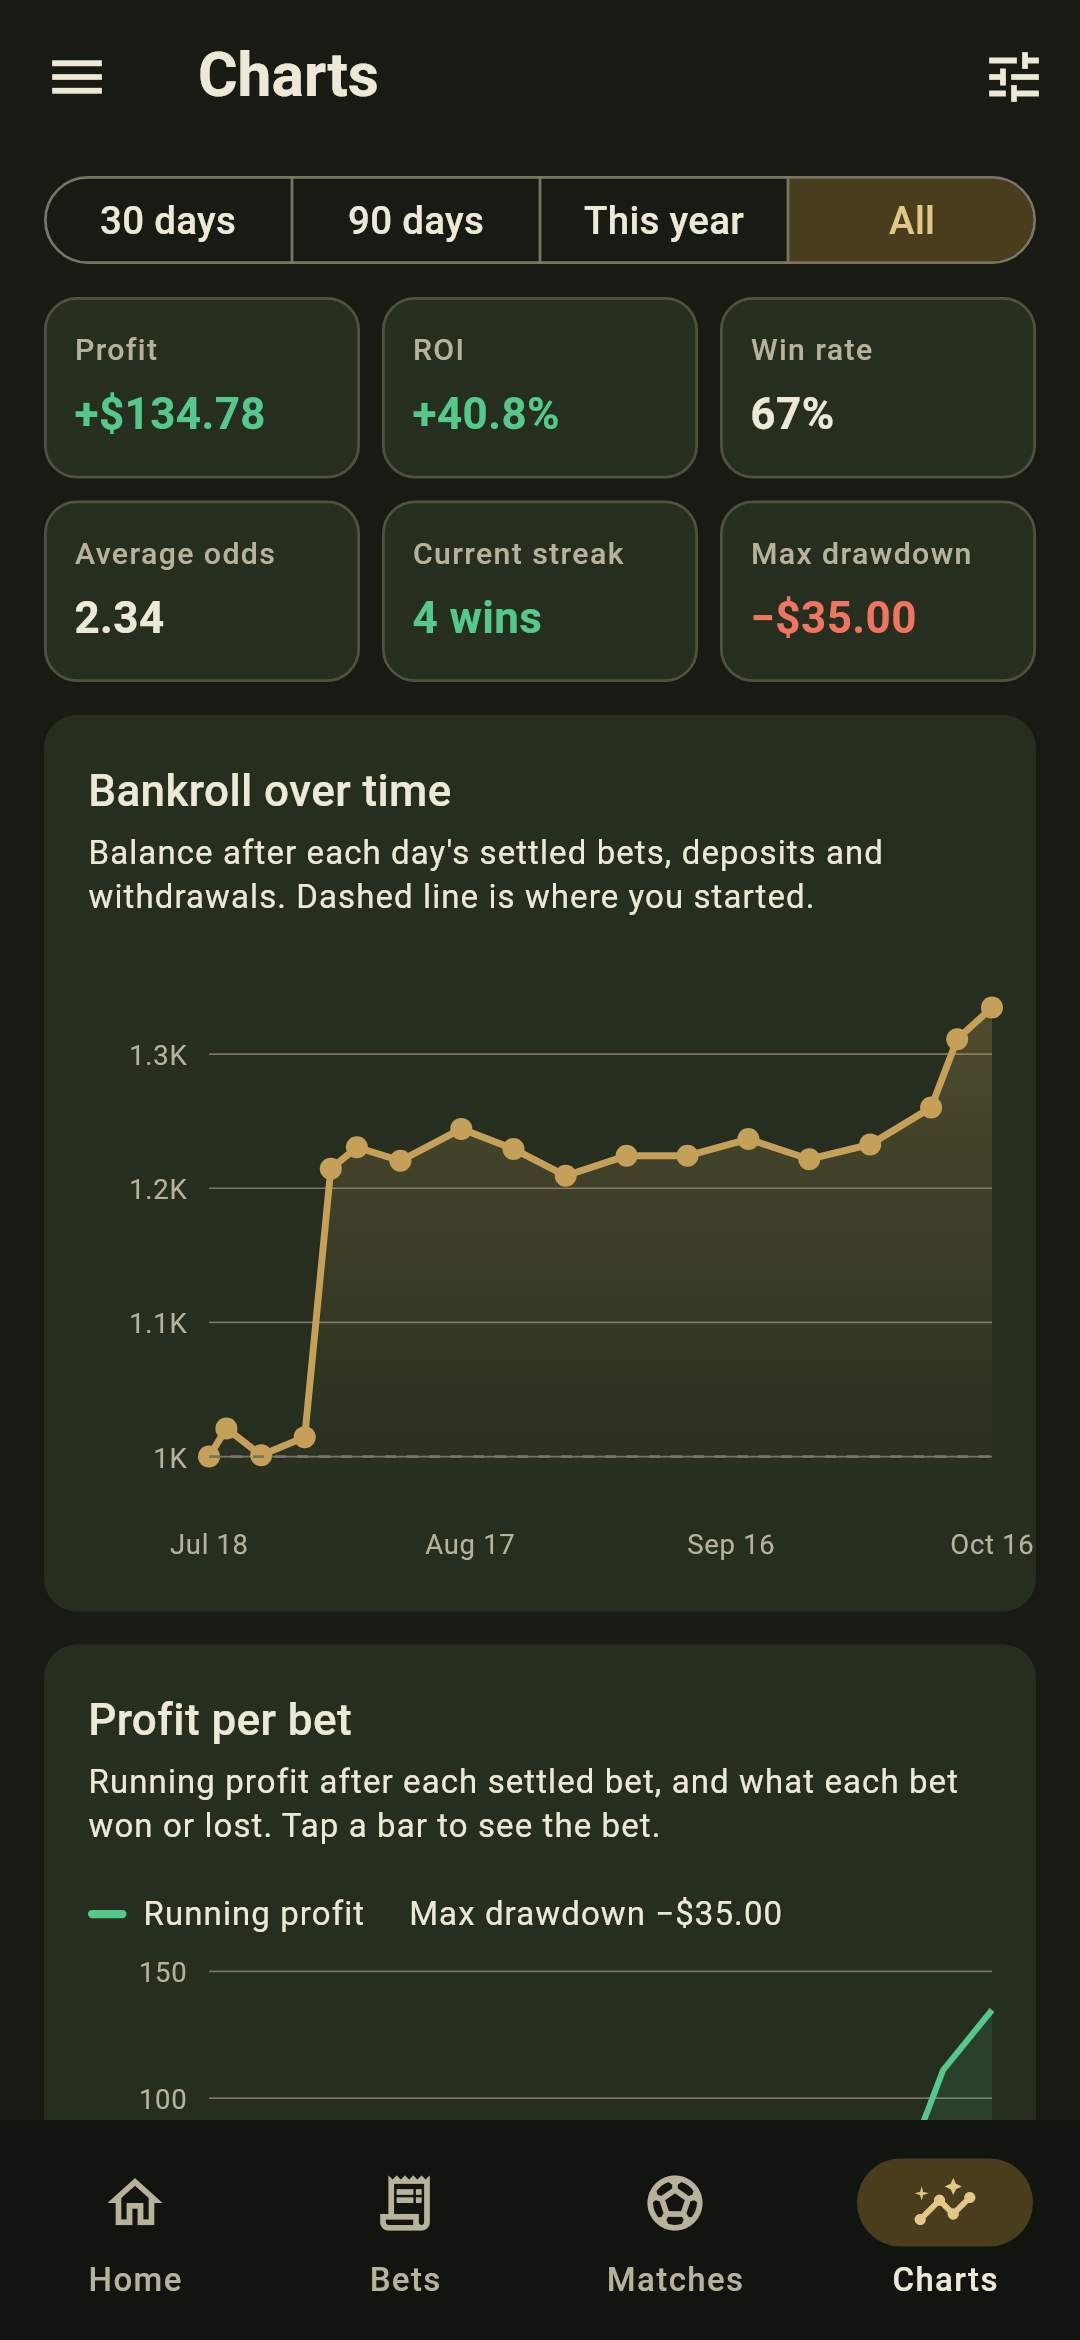 Charts
30 days
90 days
This year
All
Profit
ROI
Win rate
+$134.78
+40.8%
67%
Average odds
Current streak
Max drawdown
2.34
4 wins
−$35.00
Bankroll over time
Balance after each day's settled bets, deposits and
withdrawals. Dashed line is where you started.
1.3K
1.2K
1.1K
1K
Jul 18
Aug 17
Sep 16
Oct 16
Profit per bet
Running profit after each settled bet, and what each bet
won or lost. Tap a bar to see the bet.
Running profit
Max drawdown −$35.00
150
100
Home
Bets
Matches
Charts